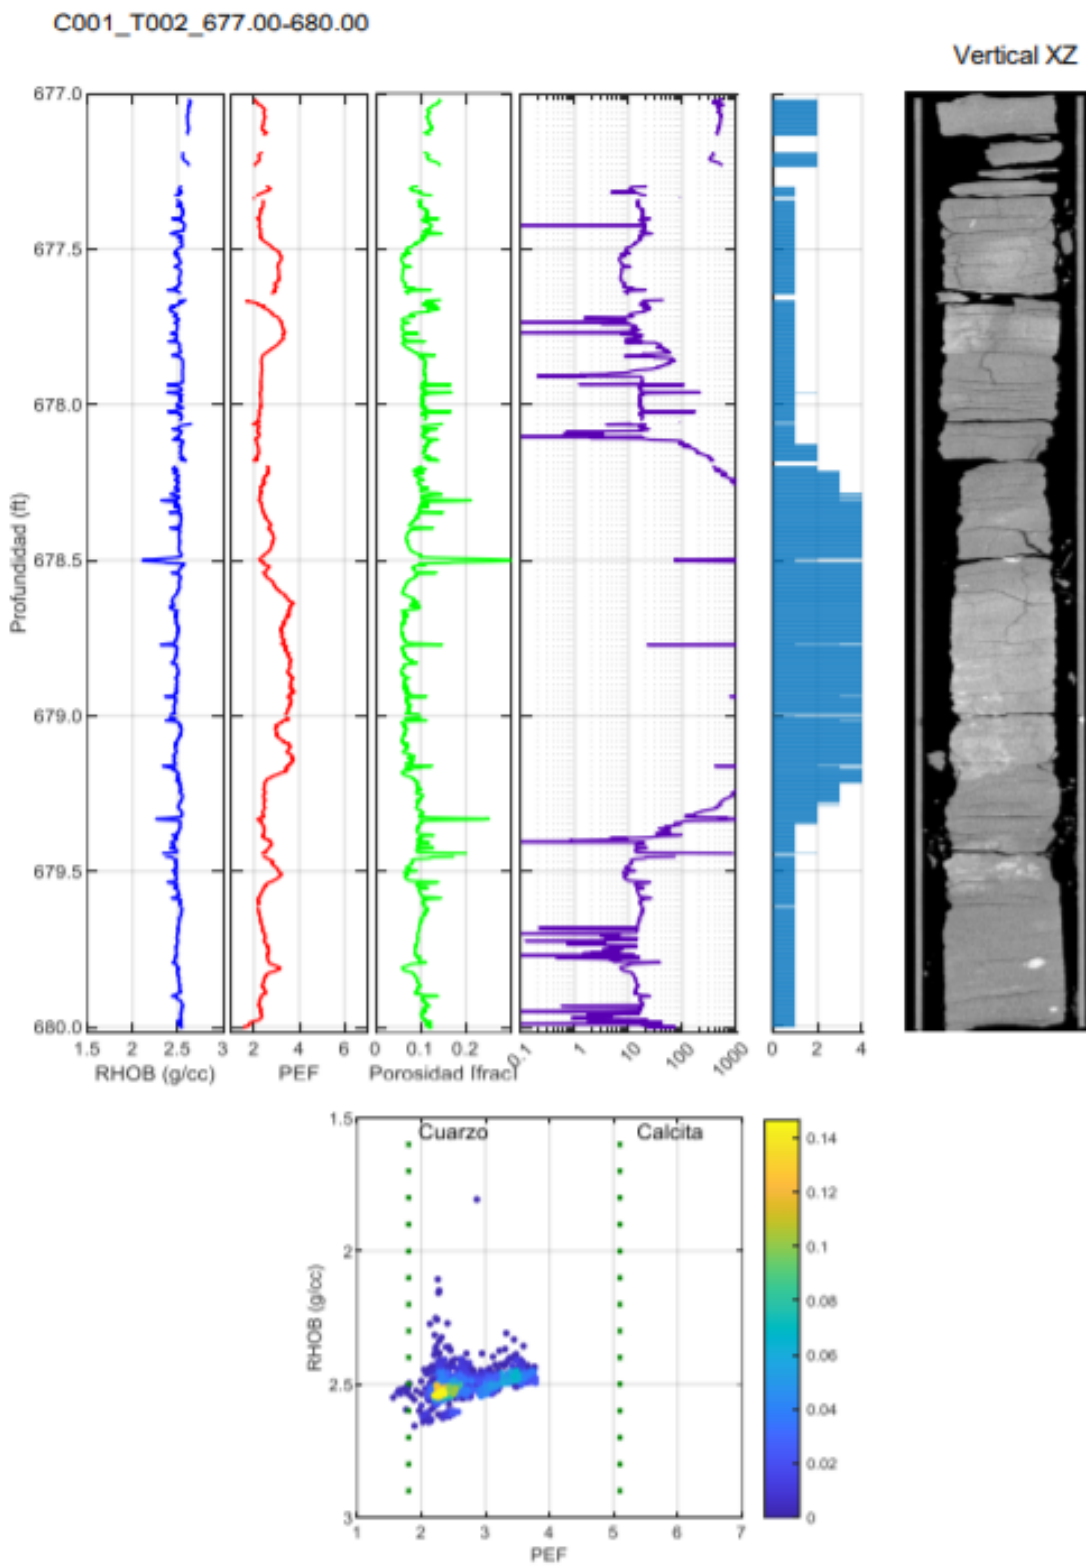 C001_T002_677.00-680.00
Vertical XZ
677.0
677.5
678.0
678.5
679.0
679.5
680.0
Profundidad (ft)
1.5 2 2.5 3
2 4 6
0 0.1 0.2
0.1 1 10 100 1000
0 2 4
RHOB (g/cc) PEF Porosidad [frac]
Cuarzo Calcita
1.5
2
2.5
3
RHOB (g/cc)
1 2 3 4 5 6 7
PEF
0.14
0.12
0.1
0.08
0.06
0.04
0.02
0